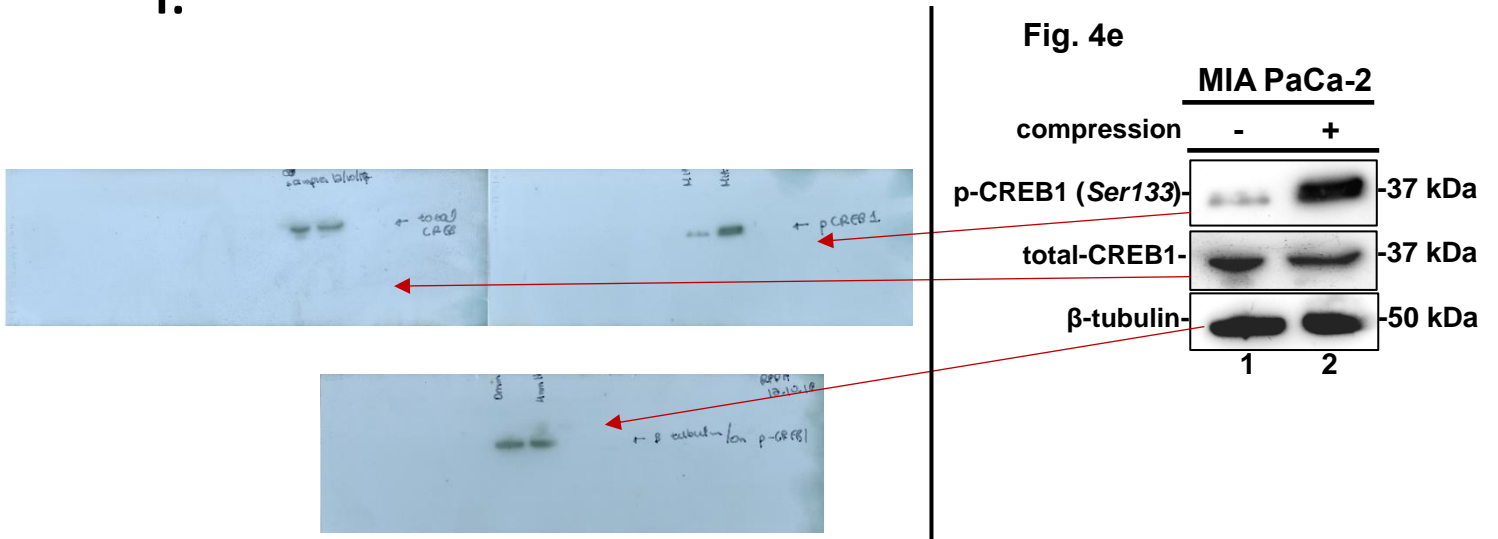 f.
Fig. 4e
MIA PaCa-2
compression - +
p-CREB1 (Ser133)- -37 kDa
total-CREB1- -37 kDa
β-tubulin- -50 kDa
1 2
← total
CREB
← pCREB1
← β tubulin/on p-CREB1